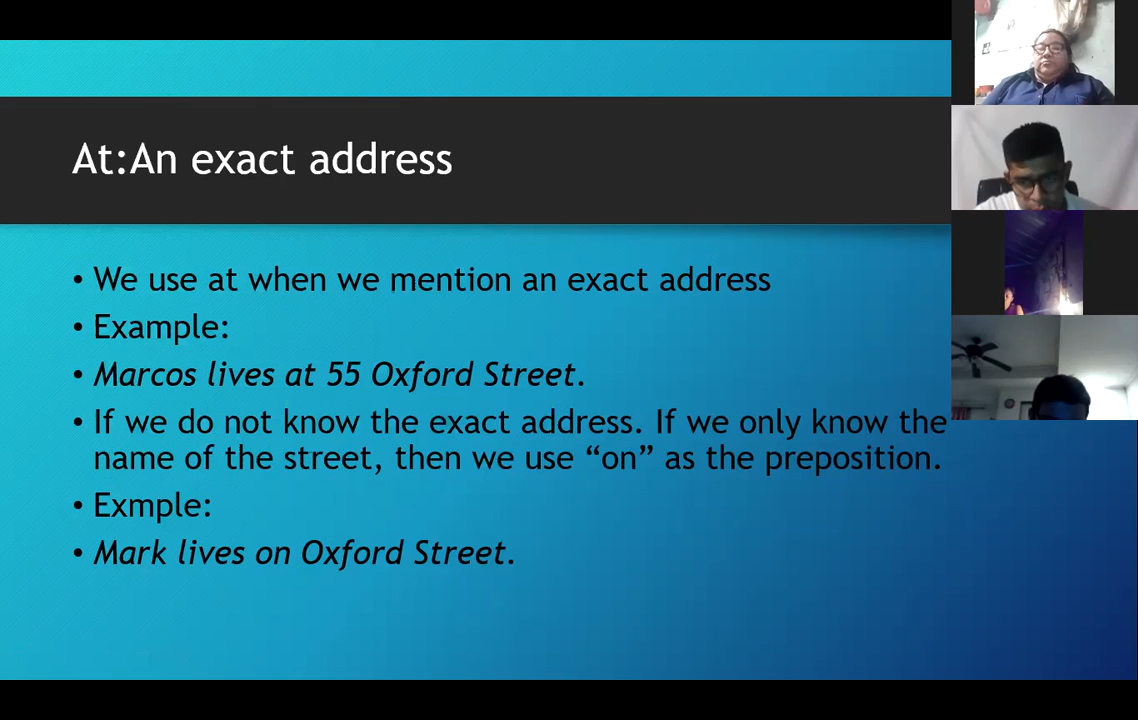 At:An exact address
• We use at when we mention an exact address
• Example:
• Marcos lives at 55 Oxford Street.
• If we do not know the exact address. If we only know the
name of the street, then we use “on” as the preposition.
• Exmple:
• Mark lives on Oxford Street.